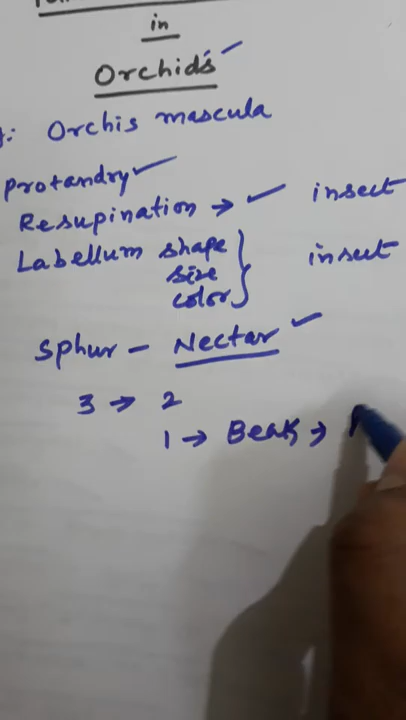 in
Orchids
: Orchis mascula
Protandry ✓
Resupination → ✓ insect
Labellum shape
size
color } insect
Sphur - Nectar ✓
3 → 2
1 → Beak →